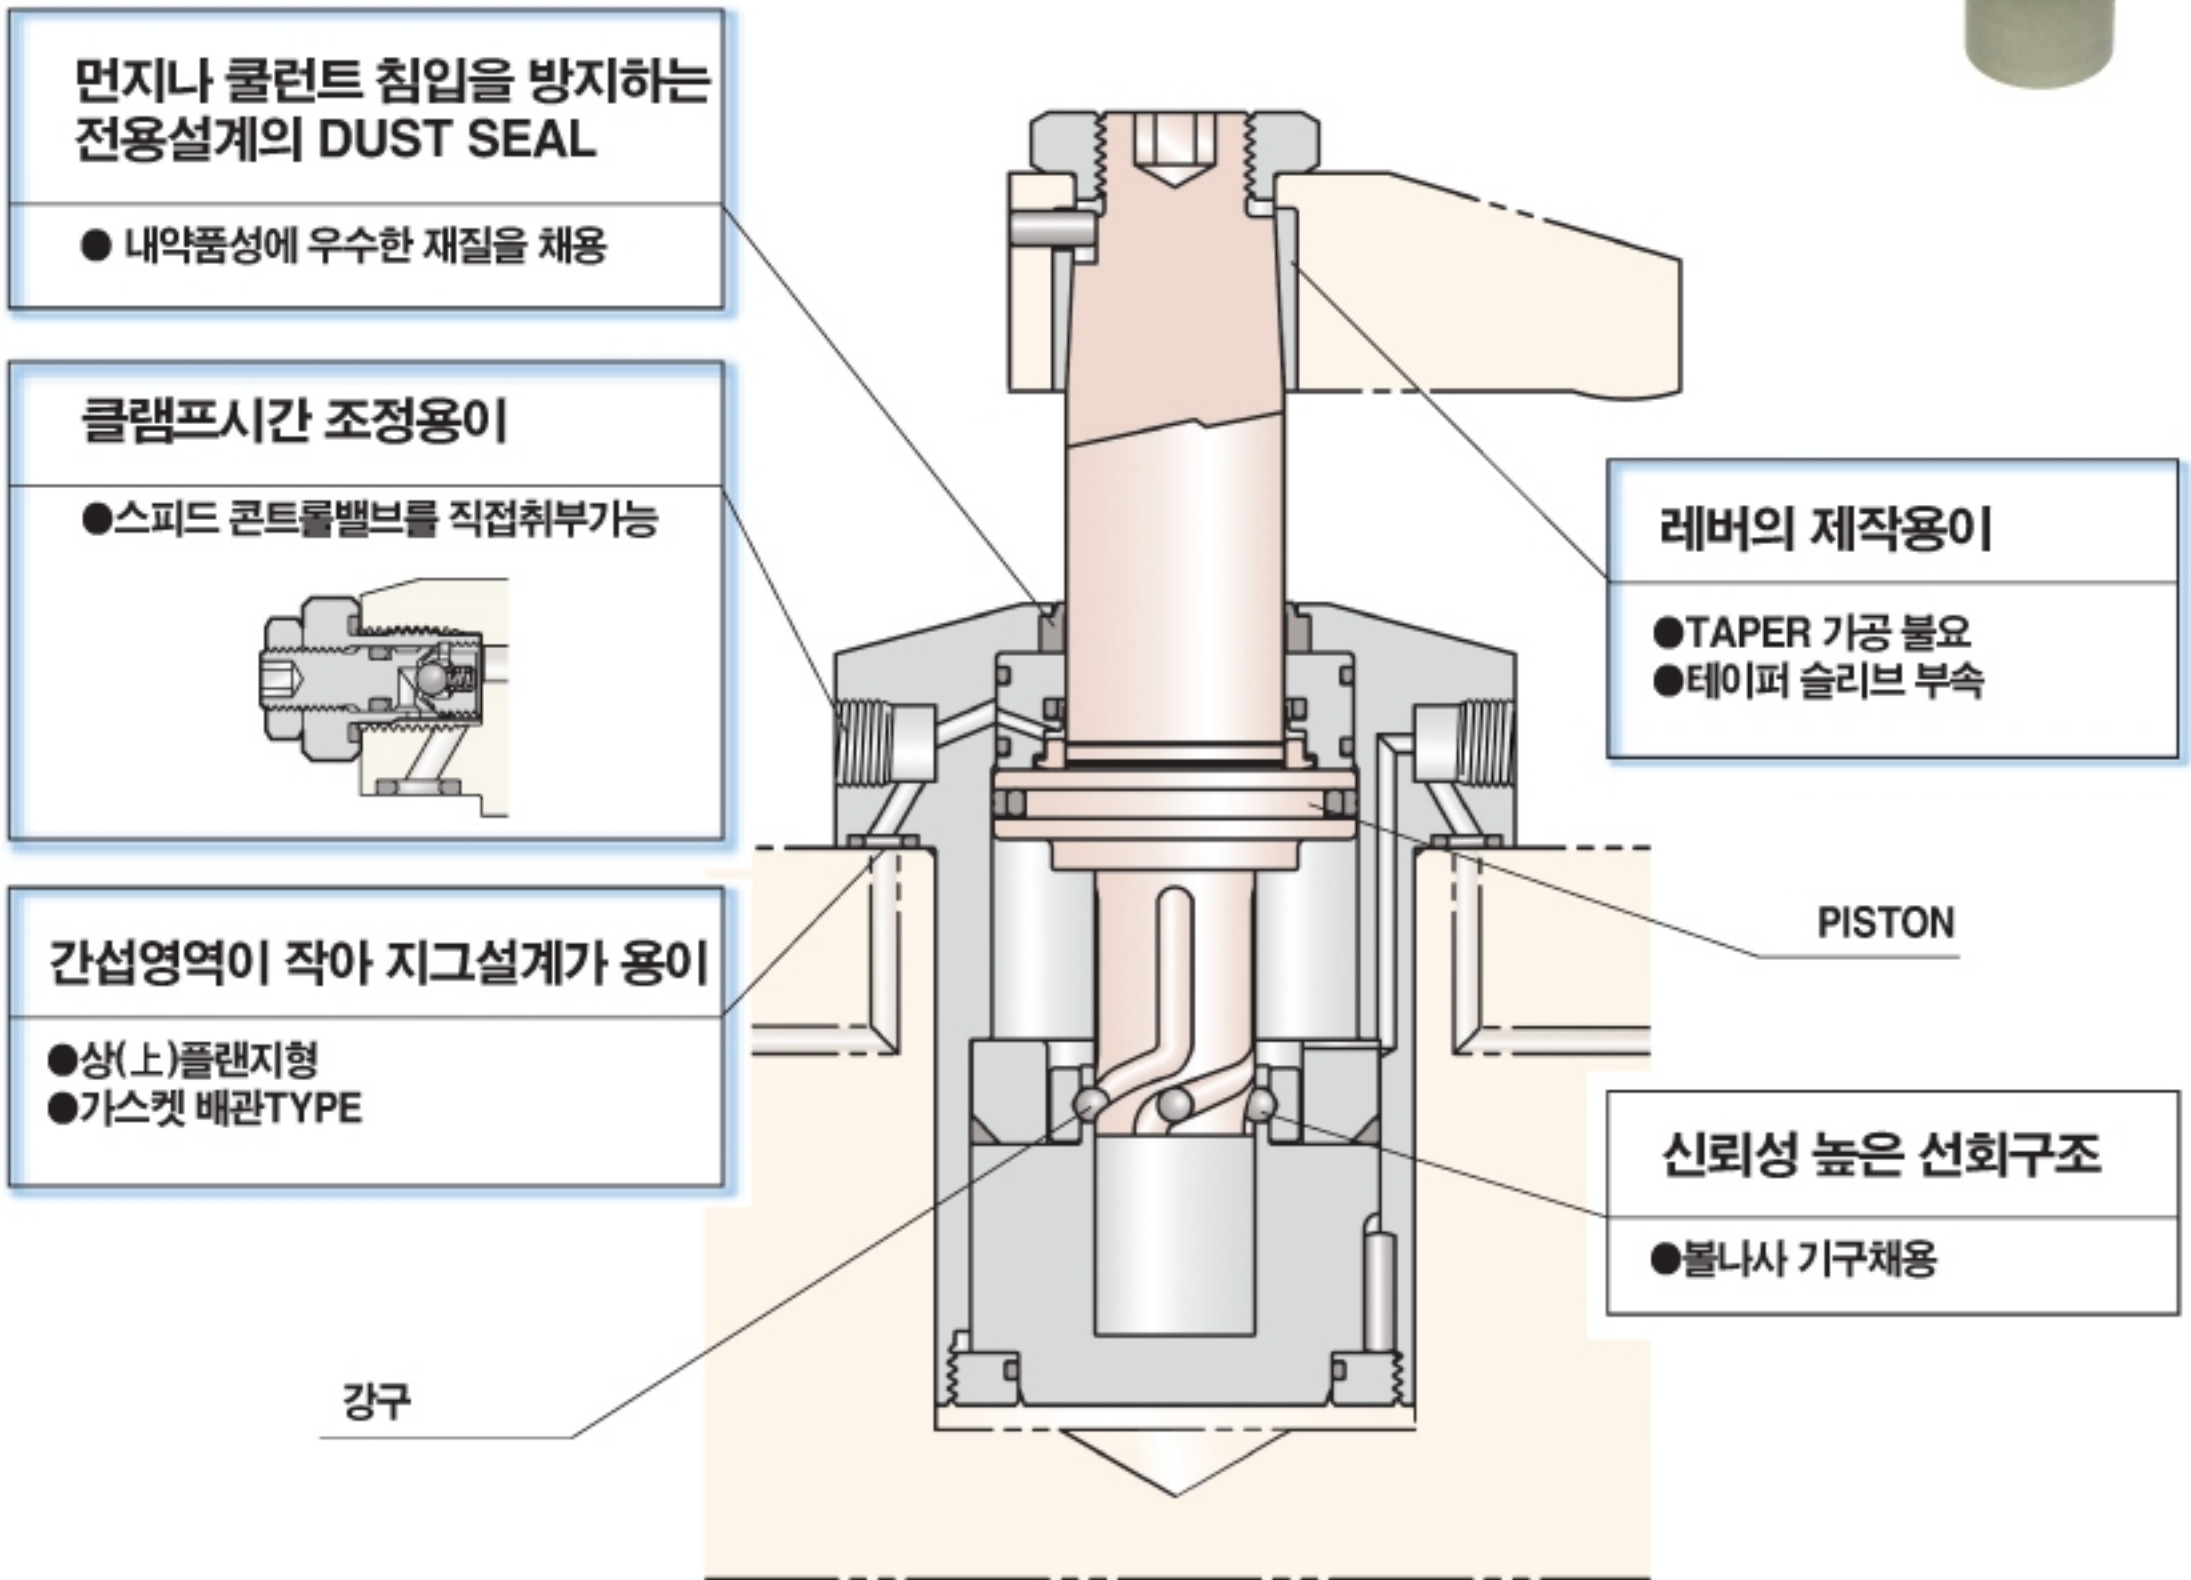 먼지나 쿨런트 침입을 방지하는
전용설계의 DUST SEAL
● 내약품성에 우수한 재질을 채용
클램프시간 조정용이
●스피드 콘트롤밸브를 직접취부가능
간섭영역이 작아 지그설계가 용이
●상(上)플랜지형
●가스켓 배관TYPE
강구
레버의 제작용이
●TAPER 가공 불요
●테이퍼 슬리브 부속
PISTON
신뢰성 높은 선회구조
●볼나사 기구채용